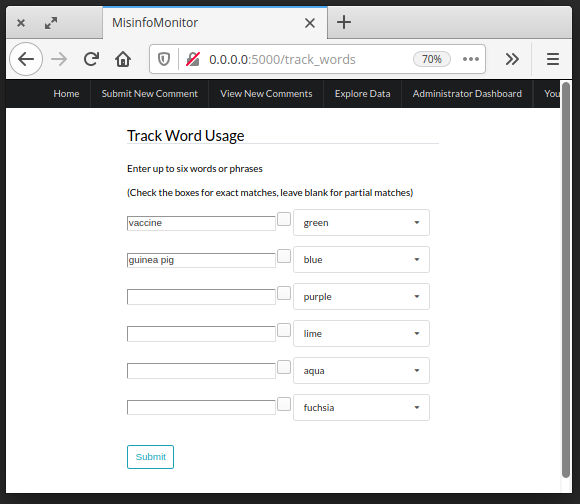 MisinfoMonitor
0.0.0.0:5000/track_words 70%
Home Submit New Comment View New Comments Explore Data Administrator Dashboard You
Track Word Usage
Enter up to six words or phrases
(Check the boxes for exact matches, leave blank for partial matches)
vaccine green
guinea pig blue
purple
lime
aqua
fuchsia
Submit